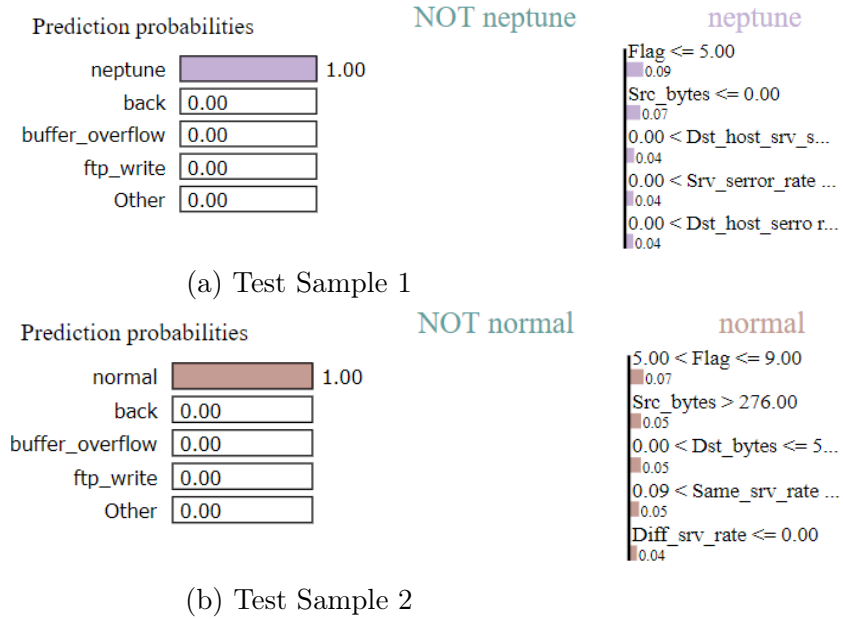 Prediction probabilities
neptune 1.00
back 0.00
buffer_overflow 0.00
ftp_write 0.00
Other 0.00
NOT neptune
neptune
Flag <= 5.00
0.09
Src_bytes <= 0.00
0.07
0.00 < Dst_host_srv_s...
0.04
0.00 < Srv_serror_rate ...
0.04
0.00 < Dst_host_serro r...
0.04
(a) Test Sample 1
Prediction probabilities
normal 1.00
back 0.00
buffer_overflow 0.00
ftp_write 0.00
Other 0.00
NOT normal
normal
5.00 < Flag <= 9.00
0.07
Src_bytes > 276.00
0.05
0.00 < Dst_bytes <= 5...
0.05
0.09 < Same_srv_rate ...
0.05
Diff_srv_rate <= 0.00
0.04
(b) Test Sample 2